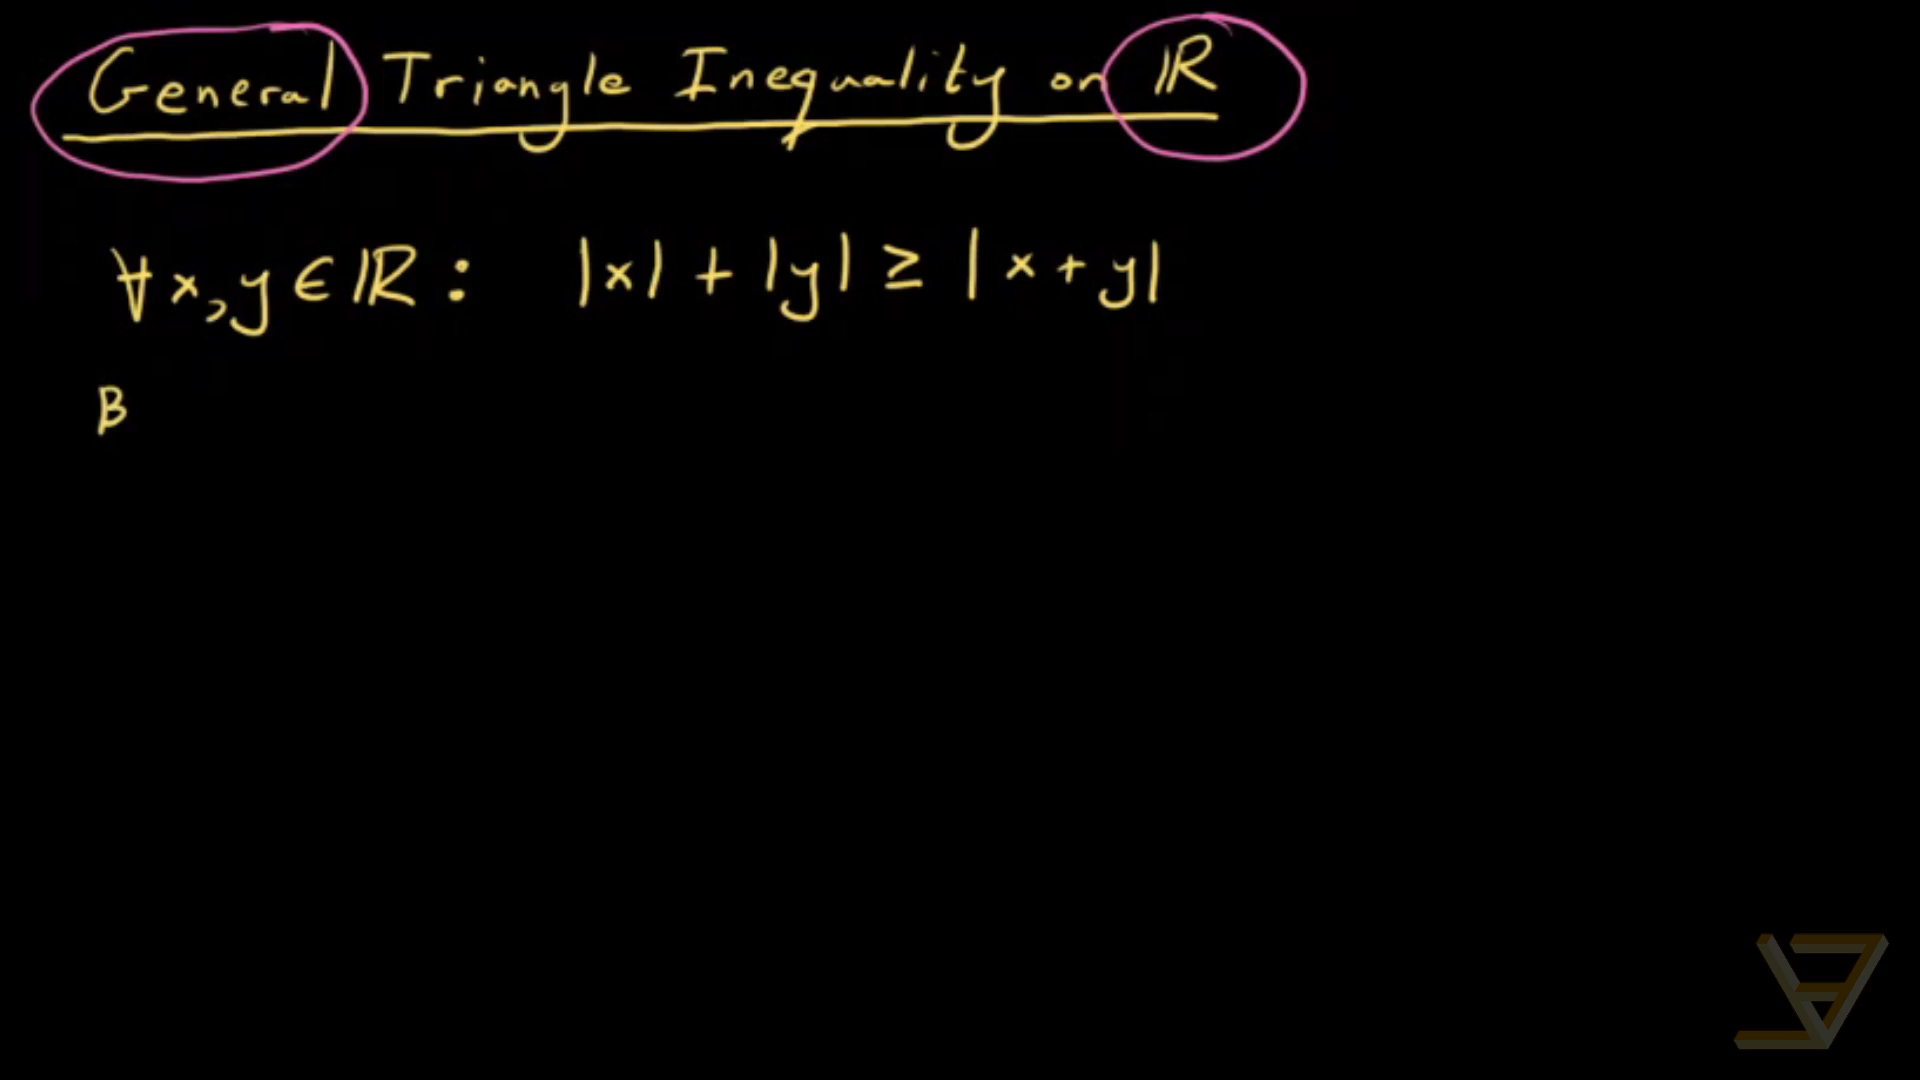 General Triangle Inequality on ℝ
∀x,y∈ℝ: |x| + |y| ≥ |x+y|
B